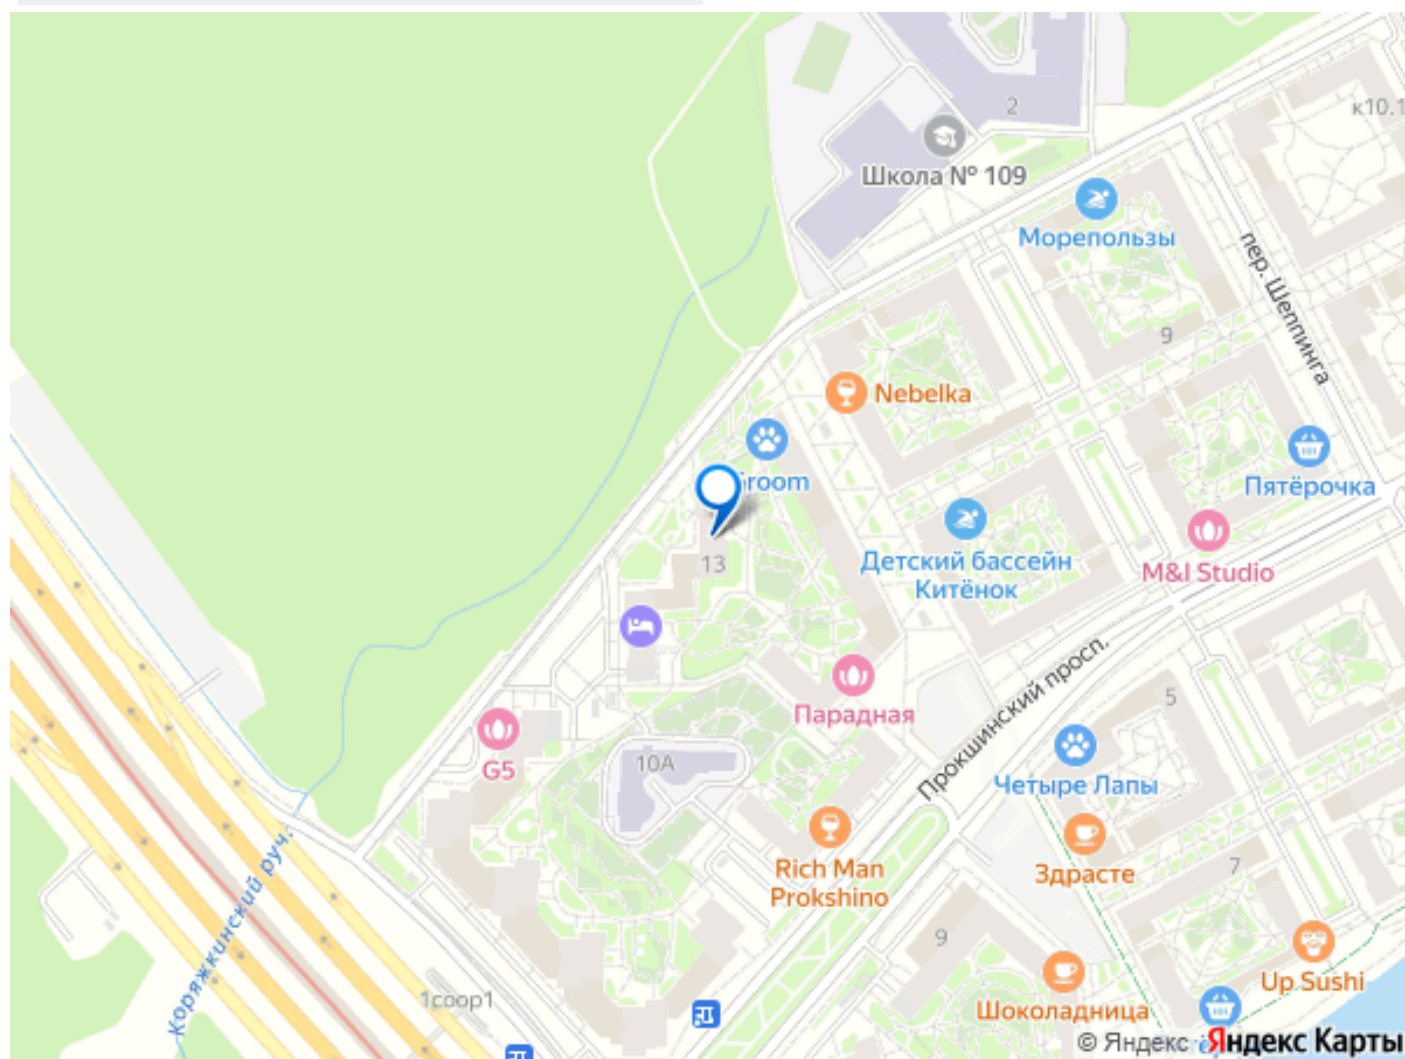 2
к10.1
Школа № 109
Морепользы
пер. Шеппинга
9
Nebelka
Groom
Пятёрочка
Детский бассейн
Китёнок
M&I Studio
13
Прокшинский просп.
Парадная
5
G5
10А
Четыре Лапы
Rich Man
Prokshino
Здрасте
7
Коряжкинский руч.
9
Up Sushi
1соор1
Шоколадница
© Яндекс Яндекс Карты